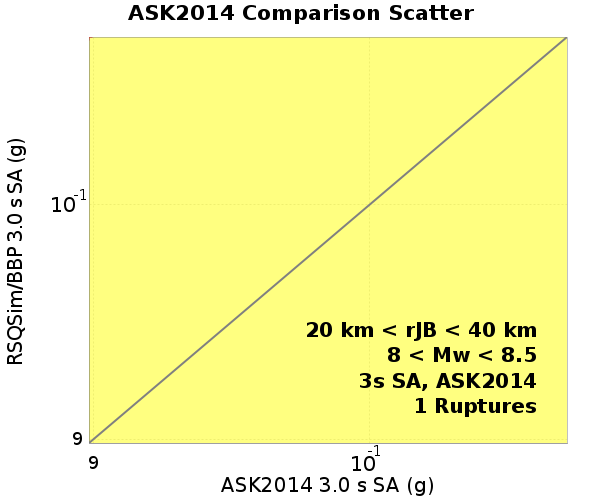 ASK2014 Comparison Scatter
RSQSim/BBP 3.0 s SA (g)
10-1
9
20 km < rJB < 40 km
8 < Mw < 8.5
3s SA, ASK2014
1 Ruptures
9
10-1
ASK2014 3.0 s SA (g)